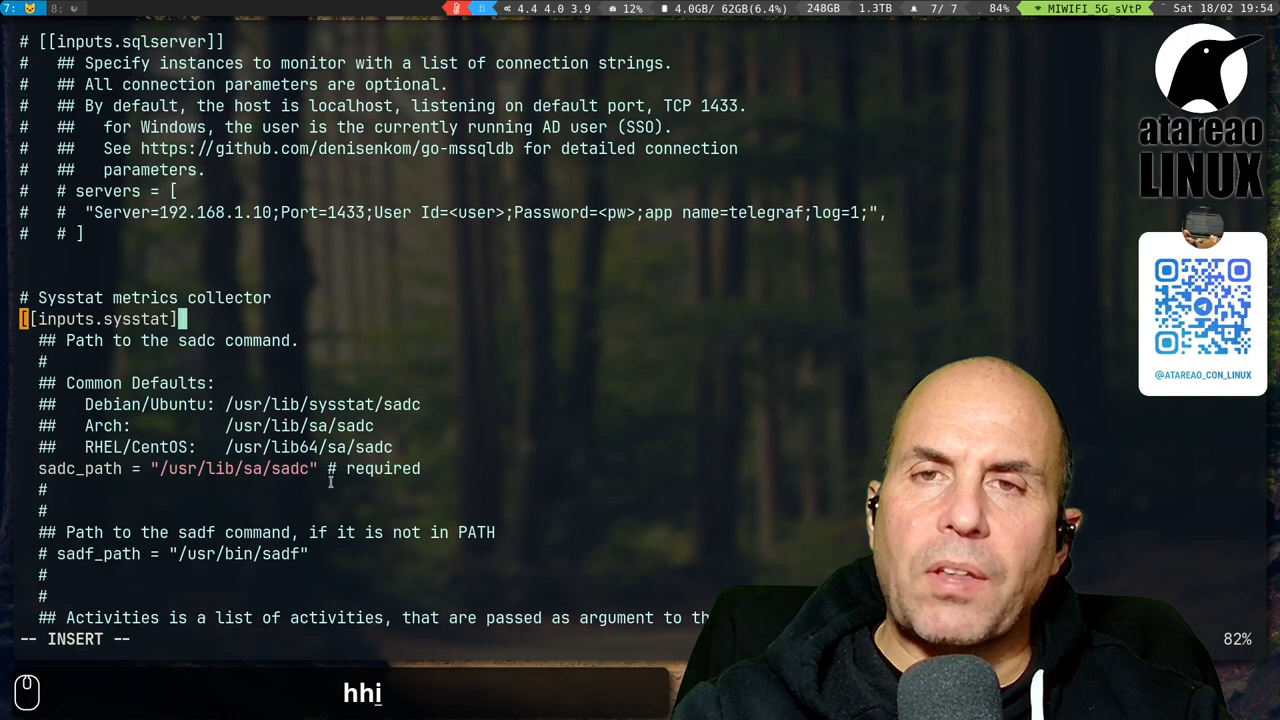 7: 8: 4.4 4.0 3.9 12% 4.0GB/ 62GB(6.4%) 248GB 1.3TB 7/ 7 84% MIWIFI_5G_sVtP Sat 18/02 19:54
# [[inputs.sqlserver]]
#   ## Specify instances to monitor with a list of connection strings.
#   ## All connection parameters are optional.
#   ## By default, the host is localhost, listening on default port, TCP 1433.
#   ##   for Windows, the user is the currently running AD user (SSO).
#   ##   See https://github.com/denisenkom/go-mssqldb for detailed connection
#   ##   parameters.
#   # servers = [
#   #  "Server=192.168.1.10;Port=1433;User Id=<user>;Password=<pw>;app name=telegraf;log=1;",
#   # ]
# Sysstat metrics collector
[[inputs.sysstat]
  ## Path to the sadc command.
  #
  ## Common Defaults:
  ##   Debian/Ubuntu: /usr/lib/sysstat/sadc
  ##   Arch:          /usr/lib/sa/sadc
  ##   RHEL/CentOS:   /usr/lib64/sa/sadc
  sadc_path = "/usr/lib/sa/sadc" # required
  #
  #
  ## Path to the sadf command, if it is not in PATH
  # sadf_path = "/usr/bin/sadf"
  #
  #
  ## Activities is a list of activities, that are passed as argument to th
-- INSERT --
82%
hhi
atareao
LINUX
@ATAREAO_CON_LINUX